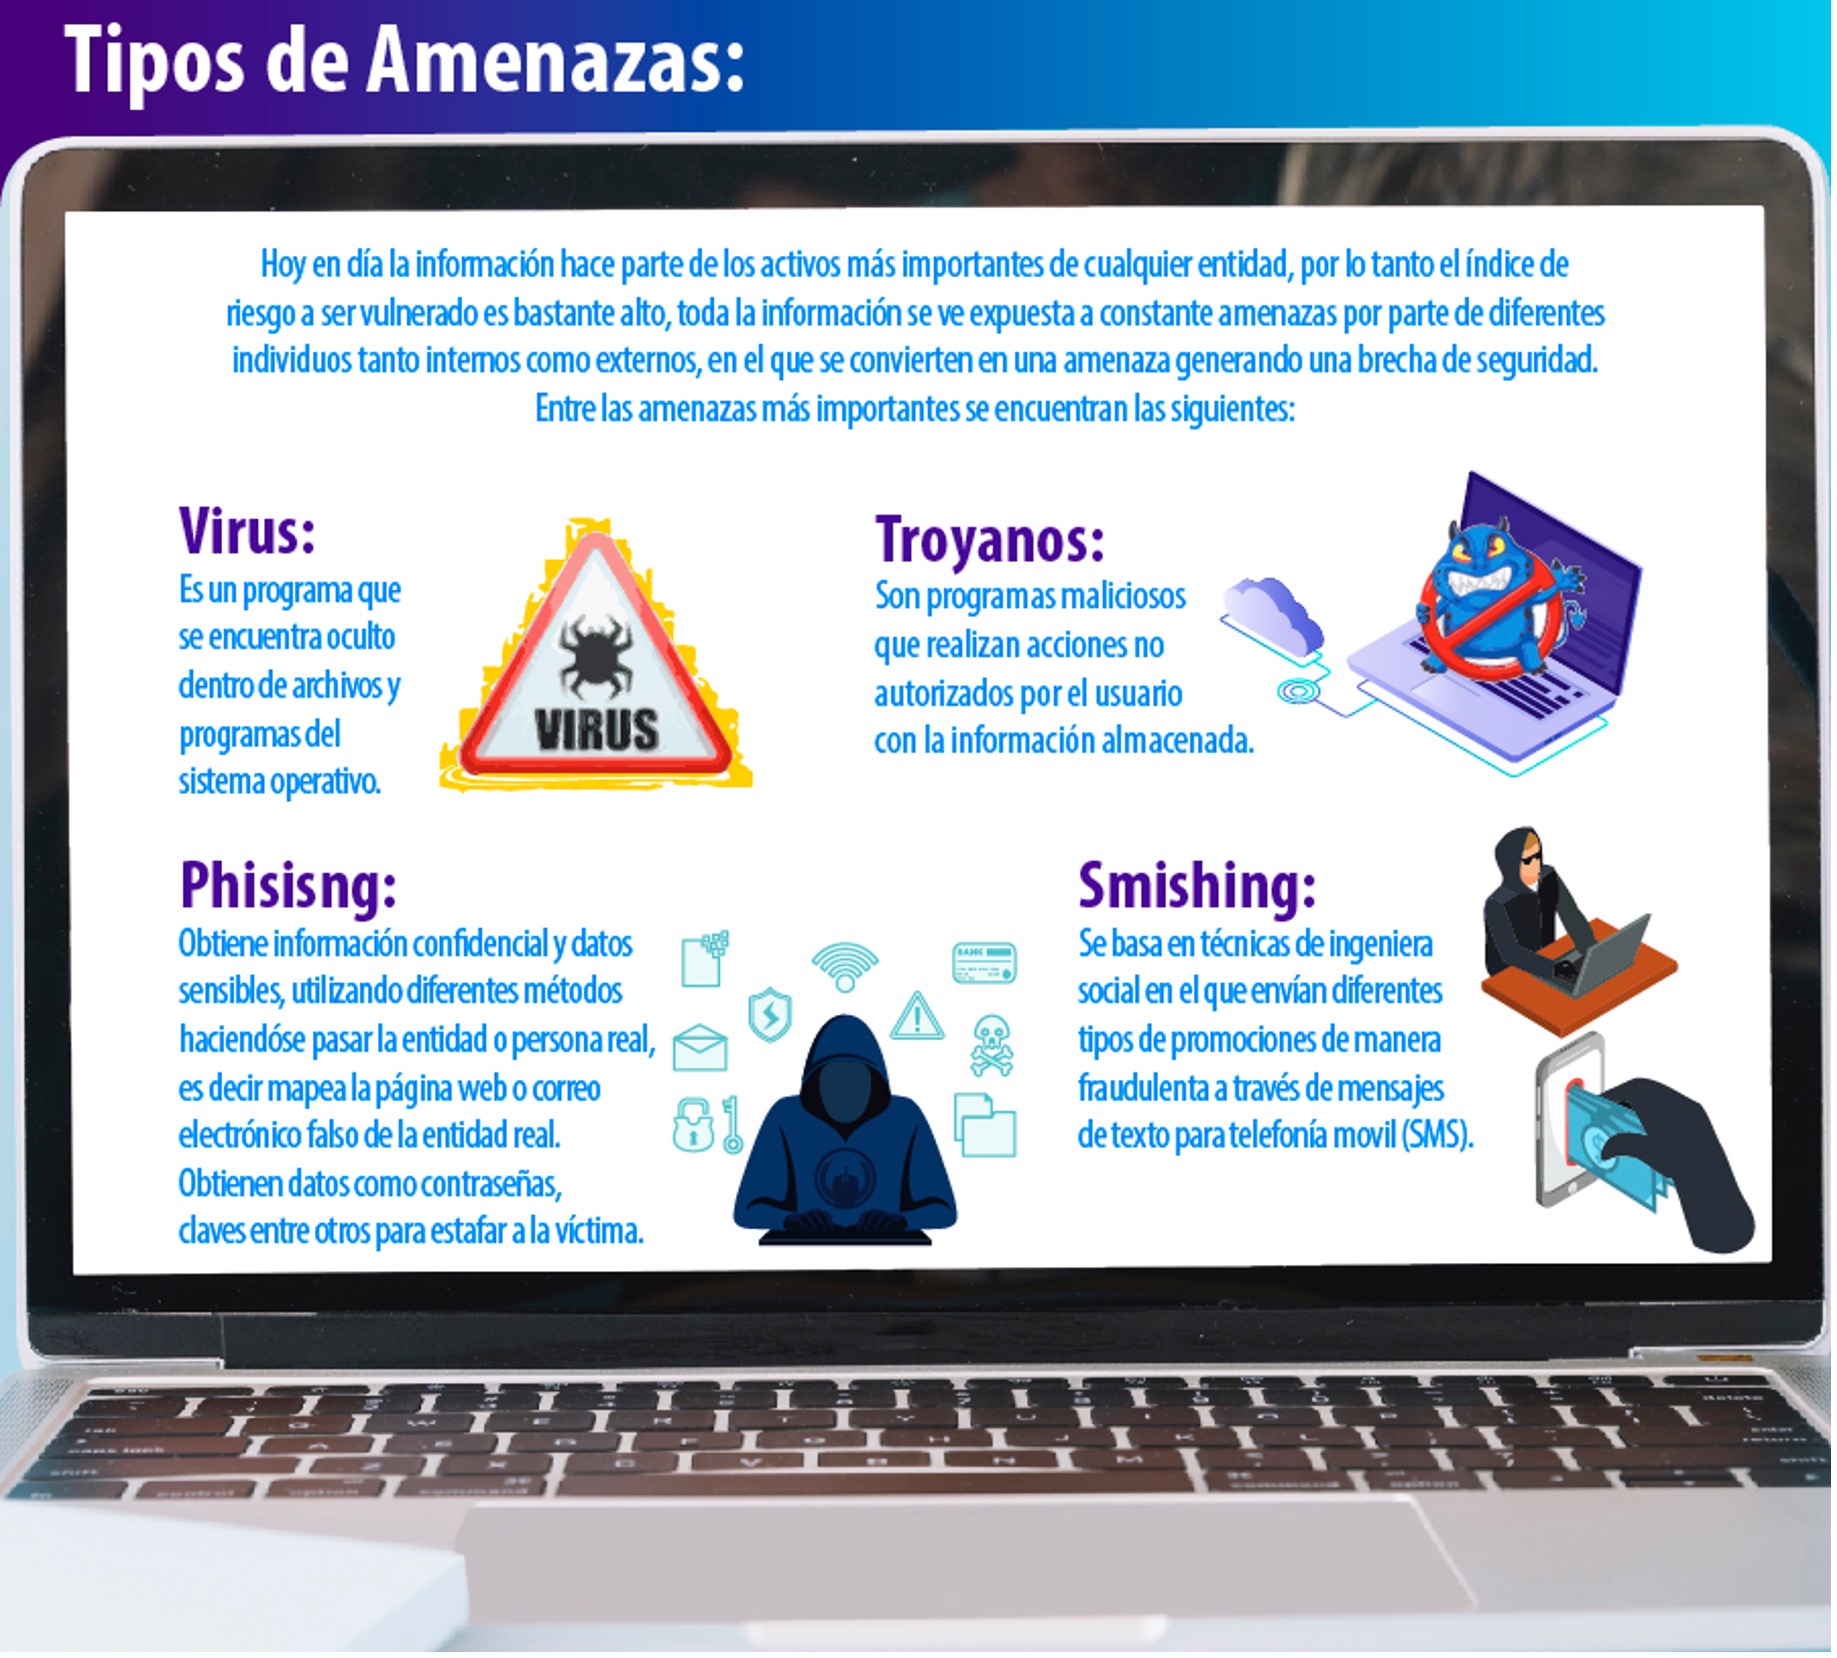 Tipos de Amenazas:
Hoy en día la información hace parte de los activos más importantes de cualquier entidad, por lo tanto el índice de
riesgo a ser vulnerado es bastante alto, toda la información se ve expuesta a constante amenazas por parte de diferentes
individuos tanto internos como externos, en el que se convierten en una amenaza generando una brecha de seguridad.
Entre las amenazas más importantes se encuentran las siguientes:
Virus:
Es un programa que
se encuentra oculto
dentro de archivos y
programas del
sistema operativo.
VIRUS
Troyanos:
Son programas maliciosos
que realizan acciones no
autorizados por el usuario
con la información almacenada.
Phisisng:
Obtiene información confidencial y datos
sensibles, utilizando diferentes métodos
haciendóse pasar la entidad o persona real,
es decir mapea la página web o correo
electrónico falso de la entidad real.
Obtienen datos como contraseñas,
claves entre otros para estafar a la víctima.
BANK
Smishing:
Se basa en técnicas de ingeniera
social en el que envían diferentes
tipos de promociones de manera
fraudulenta a través de mensajes
de texto para telefonía movil (SMS).